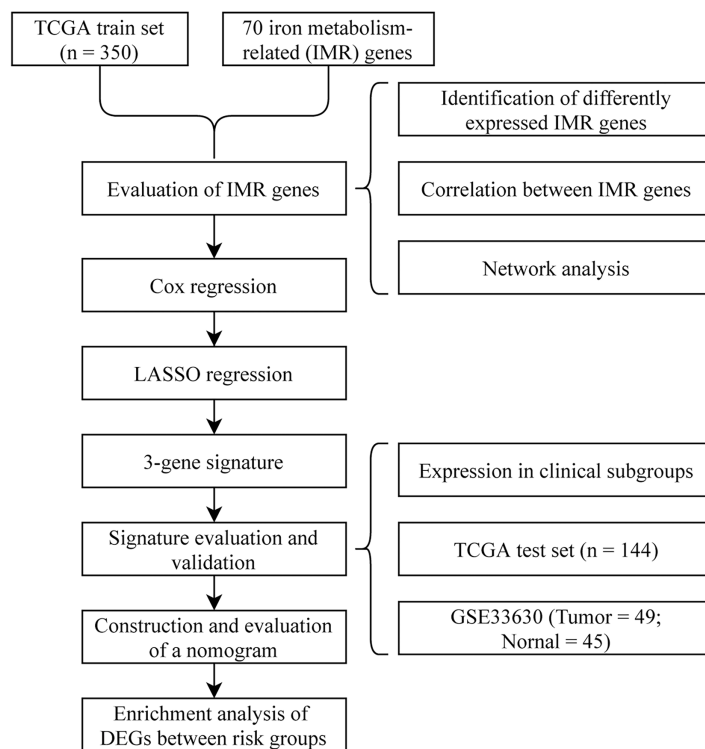 TCGA train set
(n = 350)
70 iron metabolism-
related (IMR) genes
Identification of differently
expressed IMR genes
Evaluation of IMR genes
Correlation between IMR genes
Network analysis
Cox regression
LASSO regression
3-gene signature
Expression in clinical subgroups
Signature evaluation and
validation
TCGA test set (n = 144)
Construction and evaluation
of a nomogram
GSE33630 (Tumor = 49;
Nornal = 45)
Enrichment analysis of
DEGs between risk groups